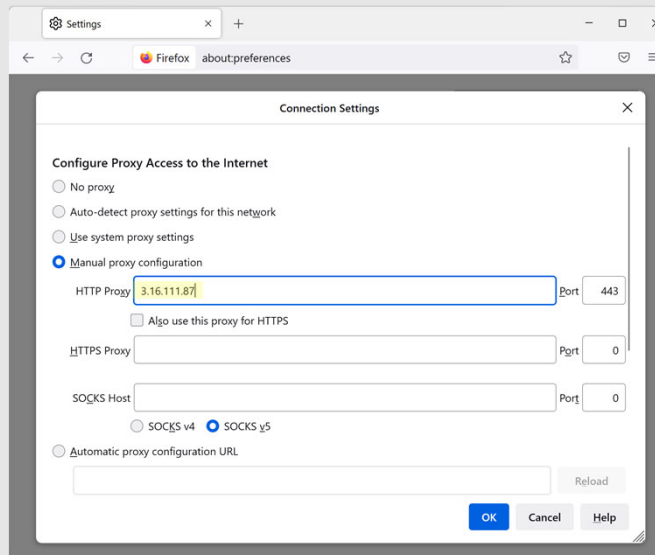 Settings
Firefox about:preferences
Connection Settings
Configure Proxy Access to the Internet
No proxy
Auto-detect proxy settings for this network
Use system proxy settings
Manual proxy configuration
HTTP Proxy 3.16.111.87 Port 443
Also use this proxy for HTTPS
HTTPS Proxy Port 0
SOCKS Host Port 0
SOCKS v4 SOCKS v5
Automatic proxy configuration URL
Reload
OK Cancel Help